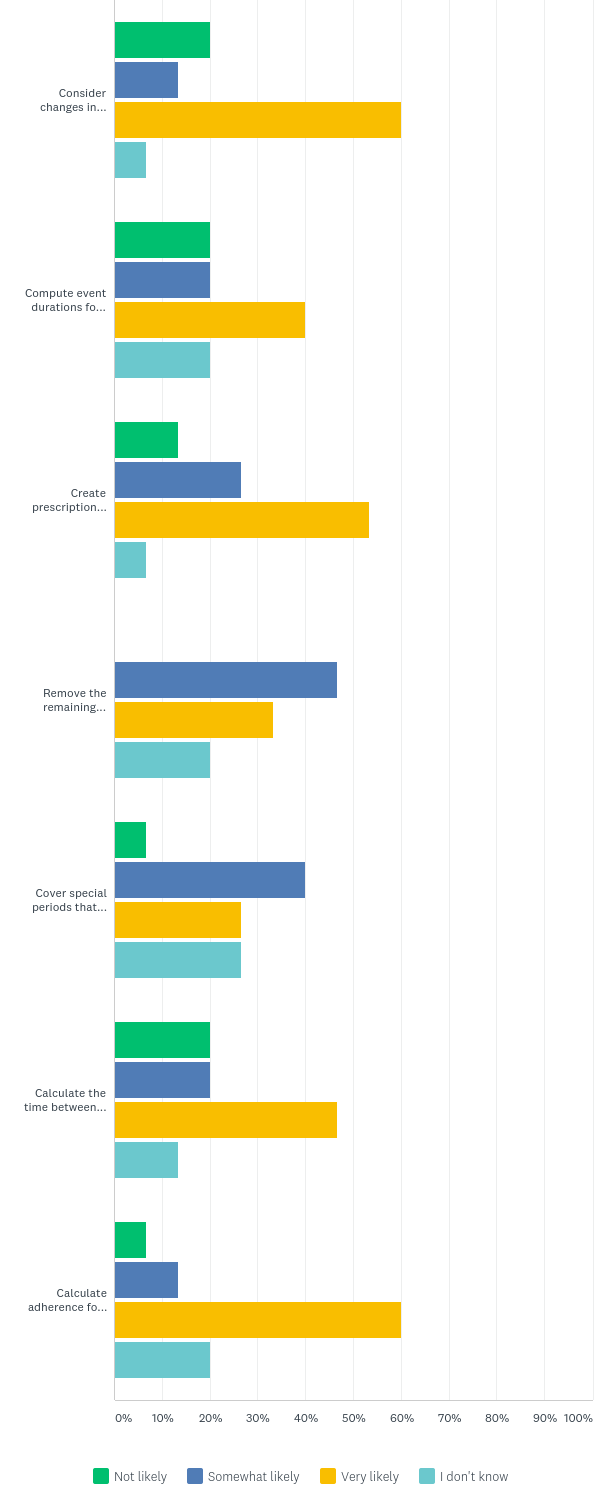 Consider
changes in...
Compute event
durations fo...
Create
prescription...
Remove the
remaining...
Cover special
periods that...
Calculate the
time between...
Calculate
adherence fo...
0% 10% 20% 30% 40% 50% 60% 70% 80% 90% 100%
Not likely Somewhat likely Very likely I don't know